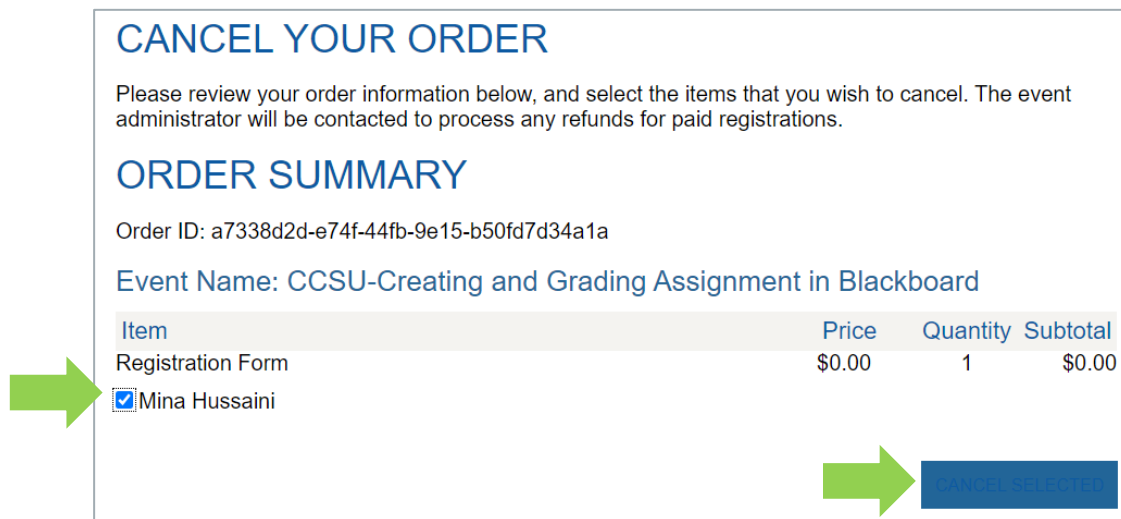 CANCEL YOUR ORDER
Please review your order information below, and select the items that you wish to cancel. The event
administrator will be contacted to process any refunds for paid registrations.
ORDER SUMMARY
Order ID: a7338d2d-e74f-44fb-9e15-b50fd7d34a1a
Event Name: CCSU-Creating and Grading Assignment in Blackboard
Item Price Quantity Subtotal
Registration Form $0.00 1 $0.00
Mina Hussaini
CANCEL SELECTED